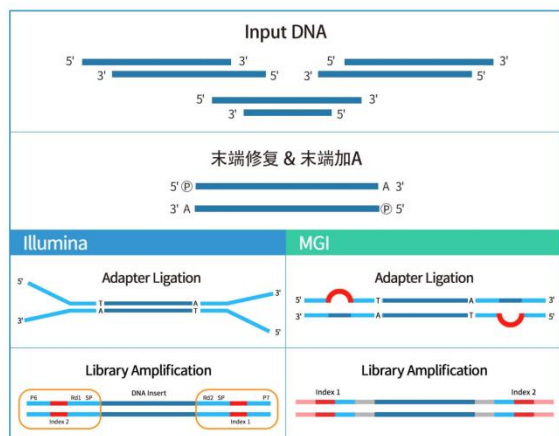 Input DNA
5' 3' 5' 3'
3' 5' 3' 5'
5' 3'
3' 5'
末端修复 & 末端加A
5' Ⓟ A 3'
3' A Ⓟ 5'
Illumina MGI
Adapter Ligation Adapter Ligation
5' 3'
T A
A T
3' 5'
5' T A 3'
3' A T 5'
Library Amplification Library Amplification
P6 Rd1 SP DNA Insert Rd2 SP P7
Index 2 Index 1
Index 1 Index 2